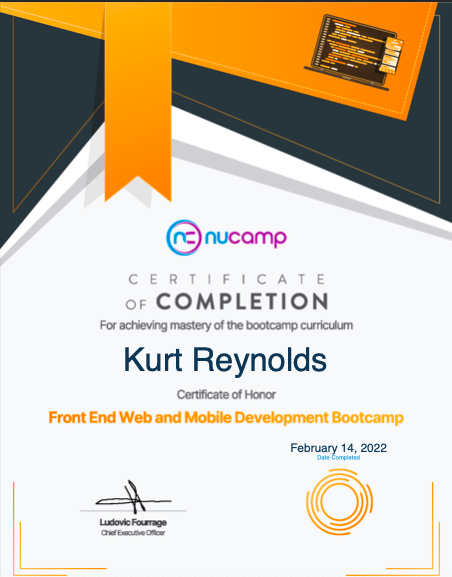 nc nucamp
CERTIFICATE
OF COMPLETION
For achieving mastery of the bootcamp curriculum
Kurt Reynolds
Certificate of Honor
Front End Web and Mobile Development Bootcamp
February 14, 2022
Date Completed
Ludovic Fourrage
Chief Executive Officer